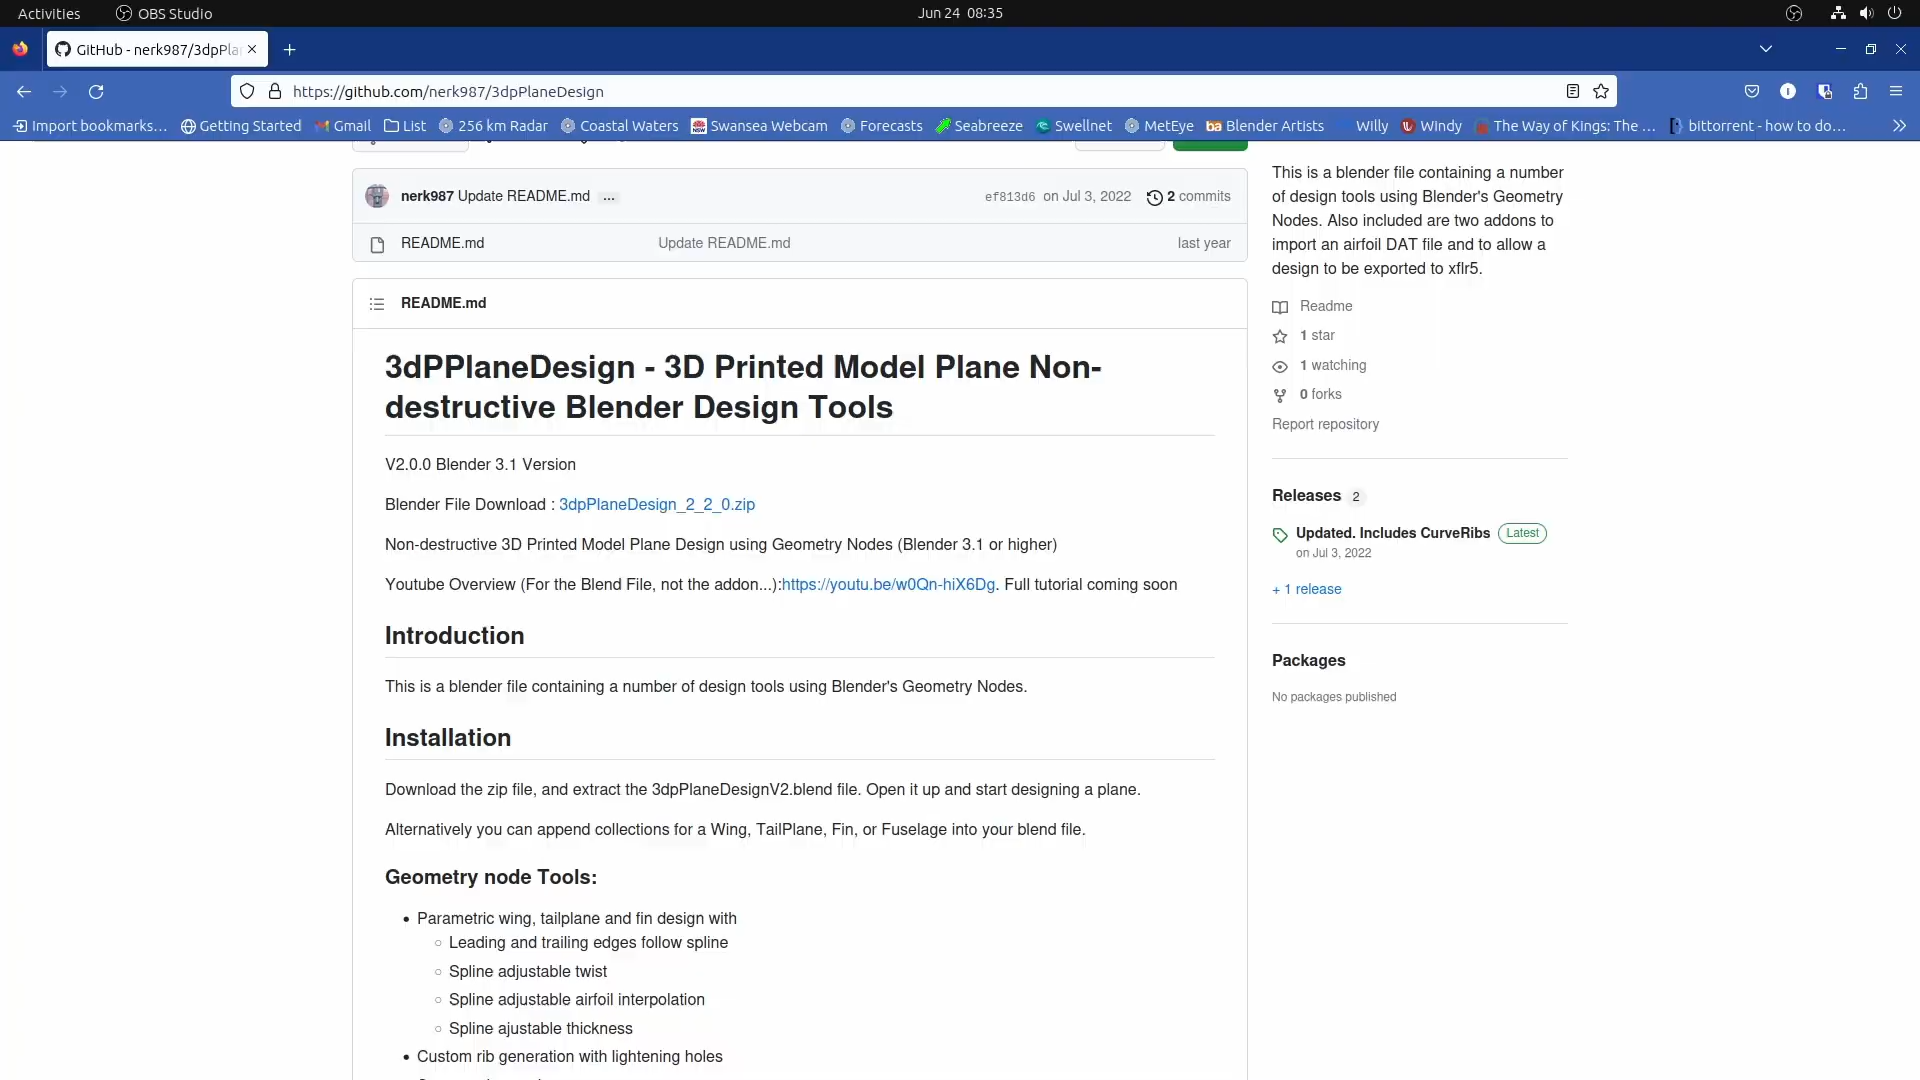 Activities
OBS Studio
Jun 24 08:35
GitHub - nerk987/3dpPla
https://github.com/nerk987/3dpPlaneDesign
Import bookmarks...
Getting Started
Gmail
List
256 km Radar
Coastal Waters
Swansea Webcam
Forecasts
Seabreeze
Swellnet
MetEye
Blender Artists
Willy
WIndy
The Way of Kings: The ...
bittorrent - how to do...
nerk987 Update README.md ...
ef813d6 on Jul 3, 2022
2 commits
README.md
Update README.md
last year
README.md
3dPPlaneDesign - 3D Printed Model Plane Non-
destructive Blender Design Tools
V2.0.0 Blender 3.1 Version
Blender File Download : 3dpPlaneDesign_2_2_0.zip
Non-destructive 3D Printed Model Plane Design using Geometry Nodes (Blender 3.1 or higher)
Youtube Overview (For the Blend File, not the addon...):https://youtu.be/w0Qn-hiX6Dg. Full tutorial coming soon
Introduction
This is a blender file containing a number of design tools using Blender's Geometry Nodes.
Installation
Download the zip file, and extract the 3dpPlaneDesignV2.blend file. Open it up and start designing a plane.
Alternatively you can append collections for a Wing, TailPlane, Fin, or Fuselage into your blend file.
Geometry node Tools:
Parametric wing, tailplane and fin design with
Leading and trailing edges follow spline
Spline adjustable twist
Spline adjustable airfoil interpolation
Spline ajustable thickness
Custom rib generation with lightening holes
This is a blender file containing a number
of design tools using Blender's Geometry
Nodes. Also included are two addons to
import an airfoil DAT file and to allow a
design to be exported to xflr5.
Readme
1 star
1 watching
0 forks
Report repository
Releases 2
Updated. Includes CurveRibs
Latest
on Jul 3, 2022
+ 1 release
Packages
No packages published